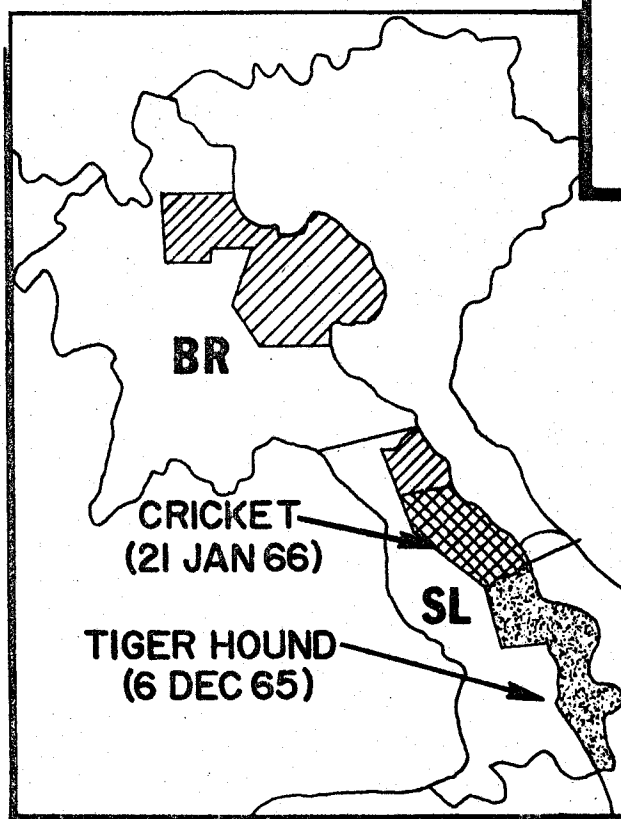 BR
CRICKET
(21 JAN 66)
SL
TIGER HOUND
(6 DEC 65)